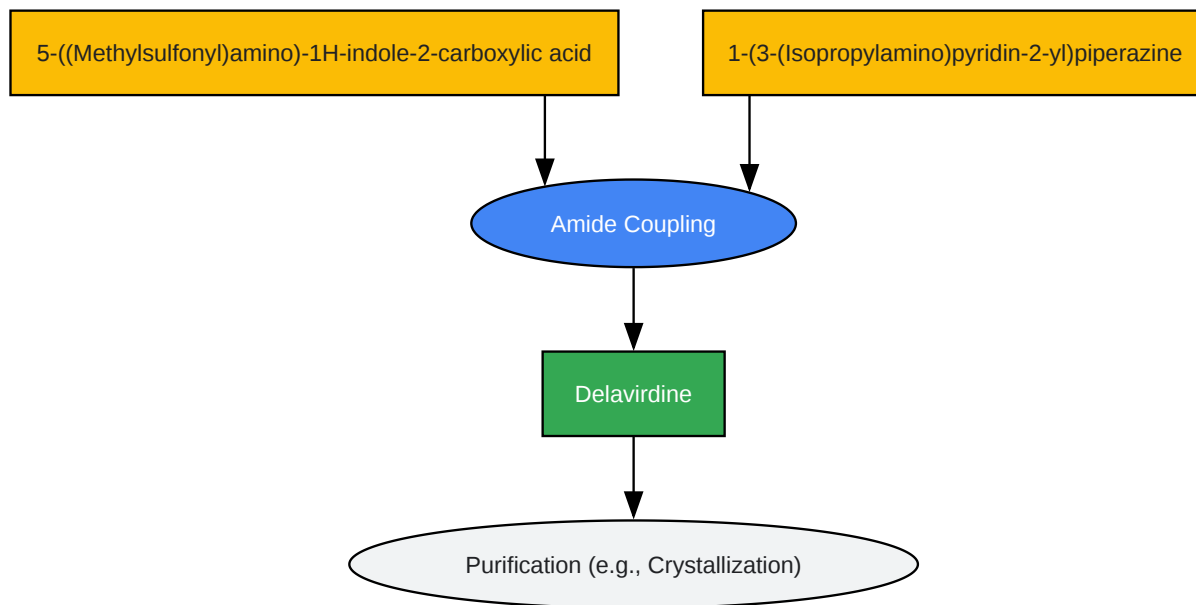 5-((Methylsulfonyl)amino)-1H-indole-2-carboxylic acid
1-(3-(Isopropylamino)pyridin-2-yl)piperazine
Amide Coupling
Delavirdine
Purification (e.g., Crystallization)